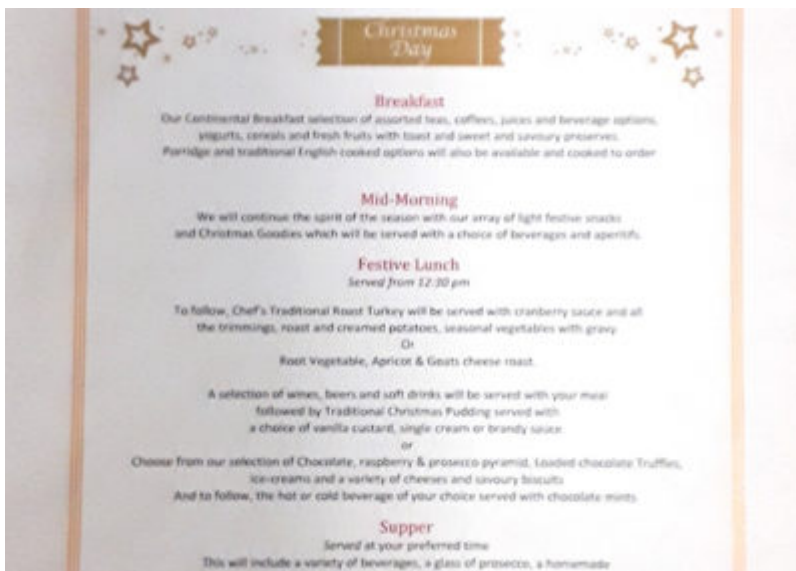 Christmas
Day
Breakfast
Our Continental Breakfast selection of assorted teas, coffees, juices and beverage options,
yogurts, cereals and fresh fruits with toast and sweet and savoury preserves.
Porridge and traditional English cooked options will also be available and cooked to order
Mid-Morning
We will continue the spirit of the season with our array of light festive snacks
and Christmas Goodies which will be served with a choice of beverages and aperitifs.
Festive Lunch
Served from 12:30 pm
To follow, Chef's Traditional Roast Turkey will be served with cranberry sauce and all
the trimmings, roast and creamed potatoes, seasonal vegetables with gravy
Or
Root Vegetable, Apricot & Goats cheese roast.
A selection of wines, beers and soft drinks will be served with your meal
followed by Traditional Christmas Pudding served with
a choice of vanilla custard, single cream or brandy sauce
or
Choose from our selection of Chocolate, raspberry & prosecco pyramid, Loaded chocolate Truffles,
ice-creams and a variety of cheeses and savoury biscuits
And to follow, the hot or cold beverage of your choice served with chocolate mints
Supper
Served at your preferred time
This will include a variety of beverages, a glass of prosecco, a homemade